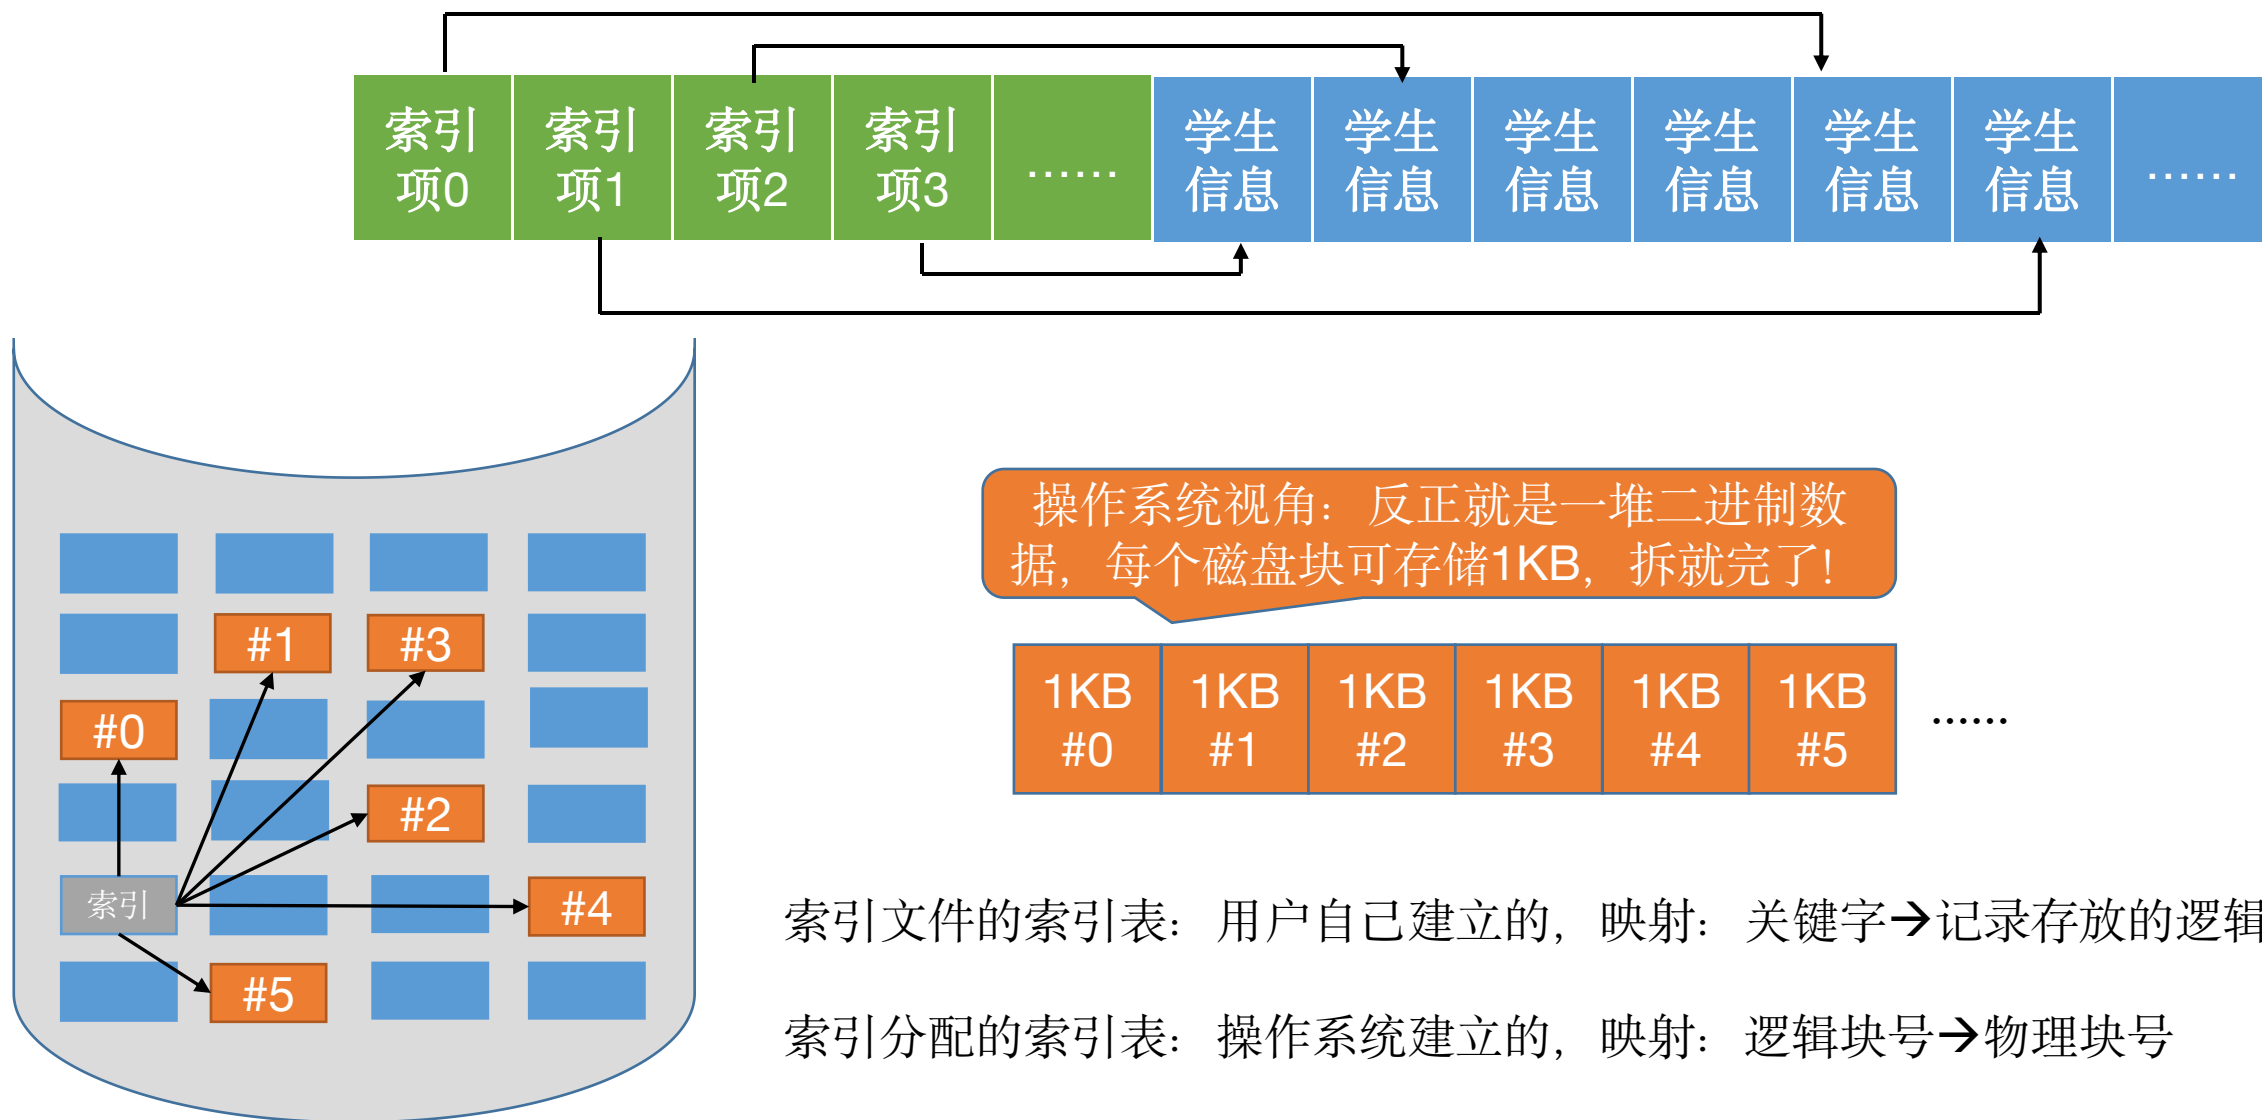 索引
项0
索引
项1
索引
项2
索引
项3
……
学生
信息
学生
信息
学生
信息
学生
信息
学生
信息
学生
信息
……
操作系统视角：反正就是一堆二进制数
据，每个磁盘块可存储1KB，拆就完了！
#1
#3
#0
#2
索引
#4
#5
1KB
#0
1KB
#1
1KB
#2
1KB
#3
1KB
#4
1KB
#5
……
索引文件的索引表：用户自己建立的，映射：关键字→记录存放的逻辑
索引分配的索引表：操作系统建立的，映射：逻辑块号→物理块号